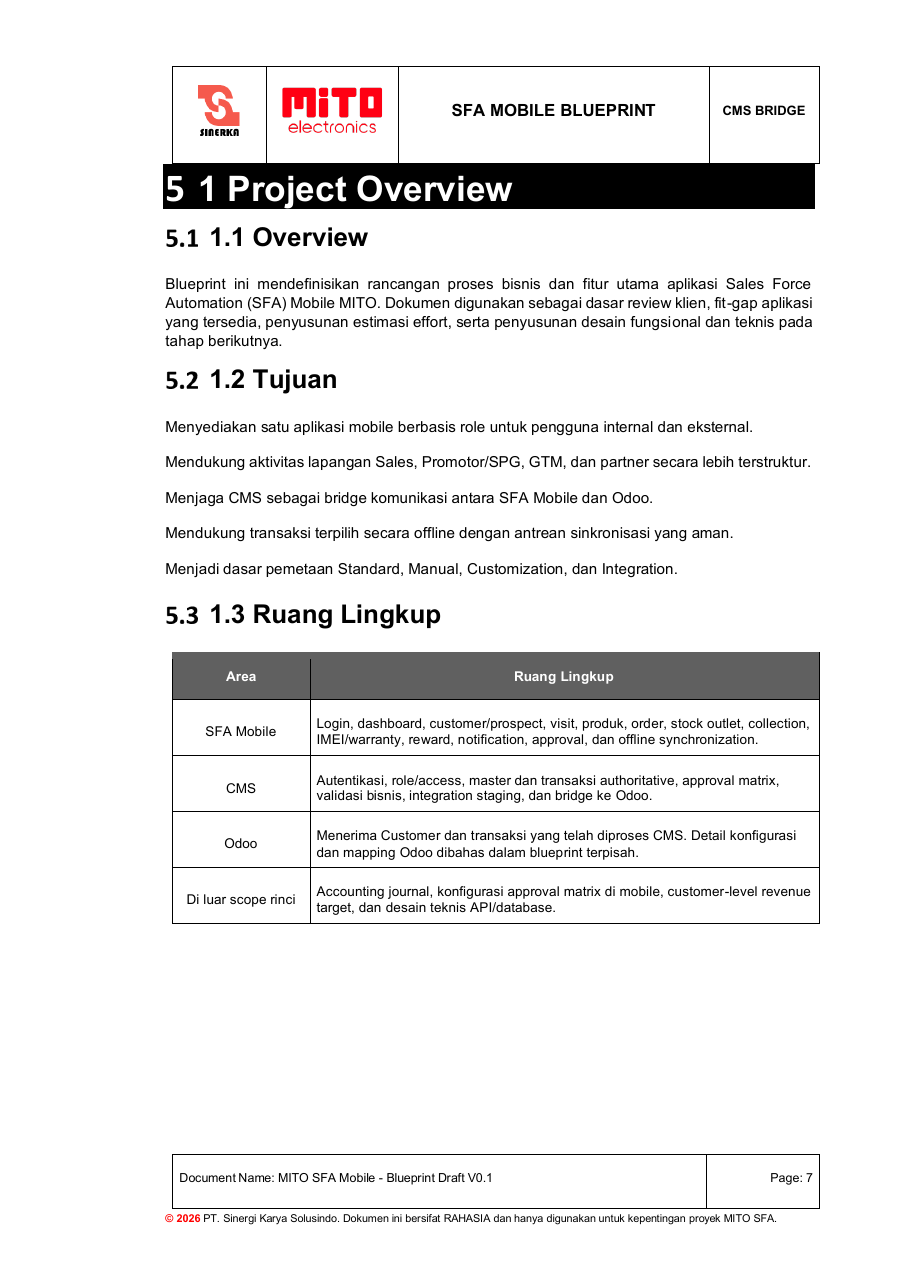 SINERKA
MiTO
electronics
SFA MOBILE BLUEPRINT
CMS BRIDGE
5 1 Project Overview
5.1 1.1 Overview
Blueprint ini mendefinisikan rancangan proses bisnis dan fitur utama aplikasi Sales Force
Automation (SFA) Mobile MITO. Dokumen digunakan sebagai dasar review klien, fit-gap aplikasi
yang tersedia, penyusunan estimasi effort, serta penyusunan desain fungsional dan teknis pada
tahap berikutnya.
5.2 1.2 Tujuan
Menyediakan satu aplikasi mobile berbasis role untuk pengguna internal dan eksternal.
Mendukung aktivitas lapangan Sales, Promotor/SPG, GTM, dan partner secara lebih terstruktur.
Menjaga CMS sebagai bridge komunikasi antara SFA Mobile dan Odoo.
Mendukung transaksi terpilih secara offline dengan antrean sinkronisasi yang aman.
Menjadi dasar pemetaan Standard, Manual, Customization, dan Integration.
5.3 1.3 Ruang Lingkup
Area
Ruang Lingkup
SFA Mobile
Login, dashboard, customer/prospect, visit, produk, order, stock outlet, collection,
IMEI/warranty, reward, notification, approval, dan offline synchronization.
CMS
Autentikasi, role/access, master dan transaksi authoritative, approval matrix,
validasi bisnis, integration staging, dan bridge ke Odoo.
Odoo
Menerima Customer dan transaksi yang telah diproses CMS. Detail konfigurasi
dan mapping Odoo dibahas dalam blueprint terpisah.
Di luar scope rinci
Accounting journal, konfigurasi approval matrix di mobile, customer-level revenue
target, dan desain teknis API/database.
Document Name: MITO SFA Mobile - Blueprint Draft V0.1
Page: 7
© 2026 PT. Sinergi Karya Solusindo. Dokumen ini bersifat RAHASIA dan hanya digunakan untuk kepentingan proyek MITO SFA.